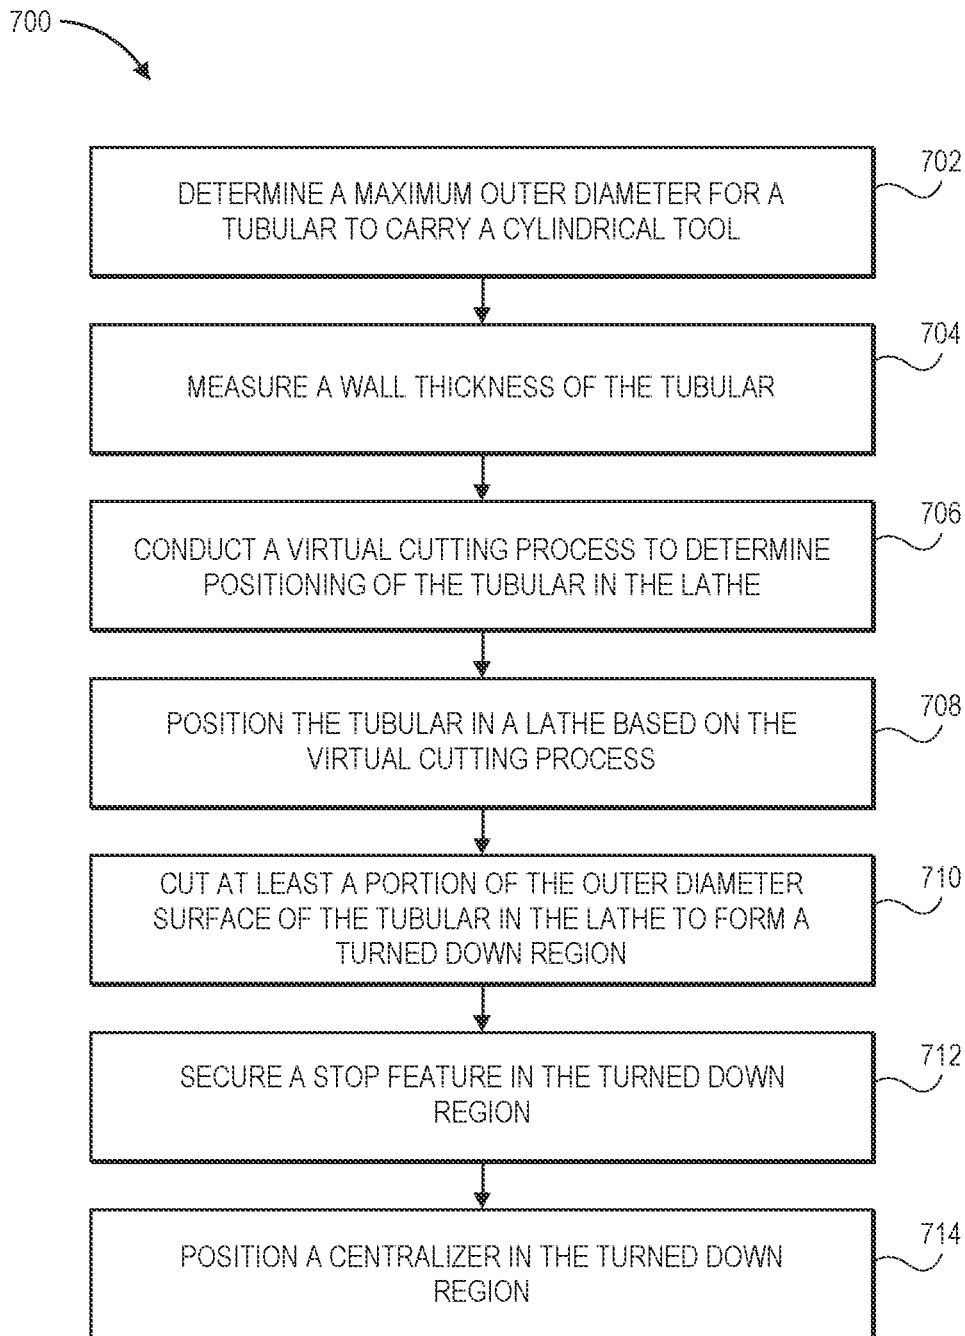 700
702
DETERMINE A MAXIMUM OUTER DIAMETER FOR A
TUBULAR TO CARRY A CYLINDRICAL TOOL
704
MEASURE A WALL THICKNESS OF THE TUBULAR
706
CONDUCT A VIRTUAL CUTTING PROCESS TO DETERMINE
POSITIONING OF THE TUBULAR IN THE LATHE
708
POSITION THE TUBULAR IN A LATHE BASED ON THE
VIRTUAL CUTTING PROCESS
710
CUT AT LEAST A PORTION OF THE OUTER DIAMETER
SURFACE OF THE TUBULAR IN THE LATHE TO FORM A
TURNED DOWN REGION
712
SECURE A STOP FEATURE IN THE TURNED DOWN
REGION
714
POSITION A CENTRALIZER IN THE TURNED DOWN
REGION